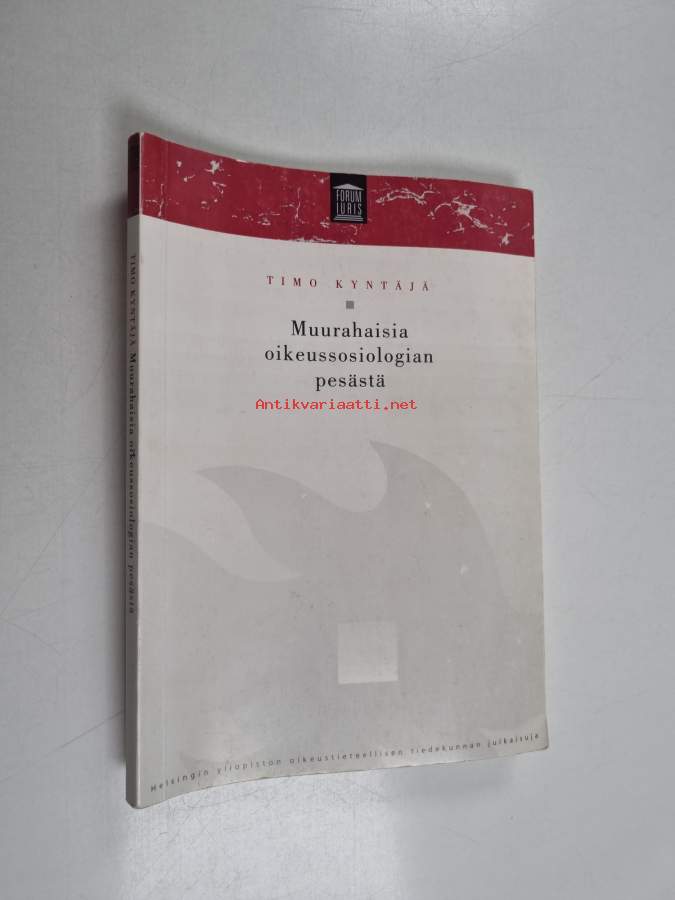 FORUM
IURIS
TIMO KYNTÄJÄ
Muurahaisia
oikeussosiologian
pesästä
Antikvariaatti.net
TIMO KYNTÄJÄ Muurahaisia oikeussosiologian pesästä
Helsingin yliopiston oikeustieteellisen tiedekunnan julkaisuja